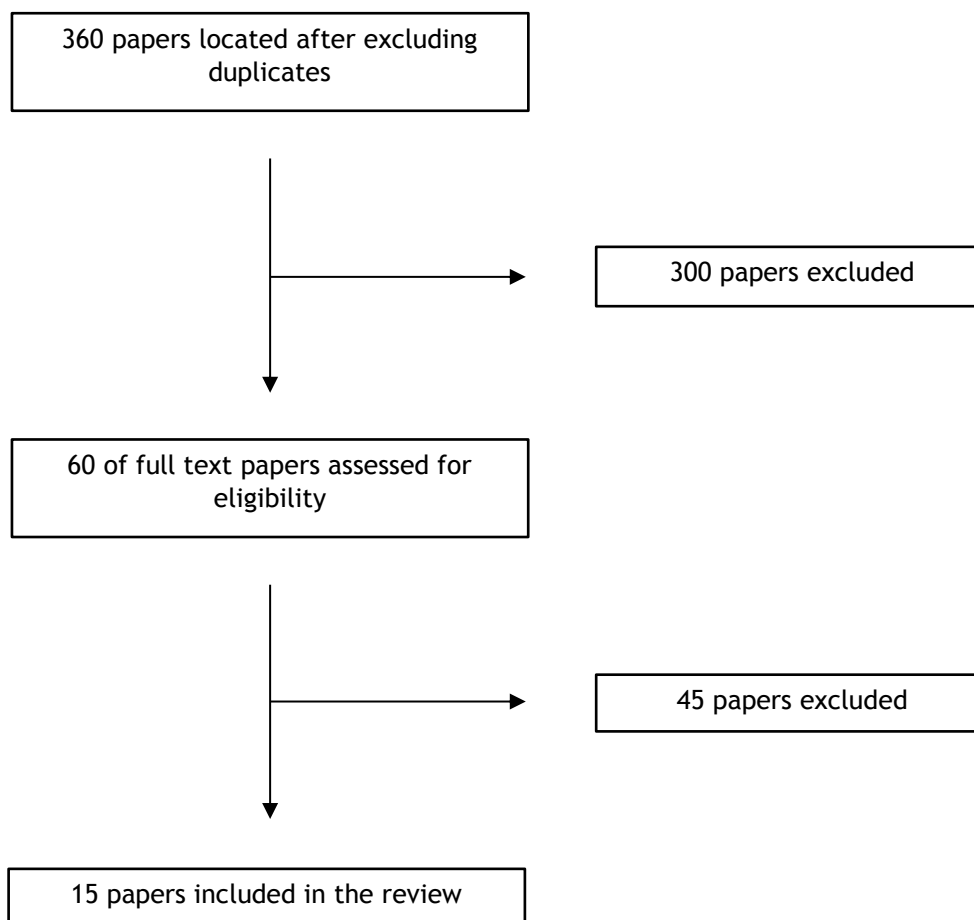 360 papers located after excluding
duplicates
300 papers excluded
60 of full text papers assessed for
eligibility
45 papers excluded
15 papers included in the review